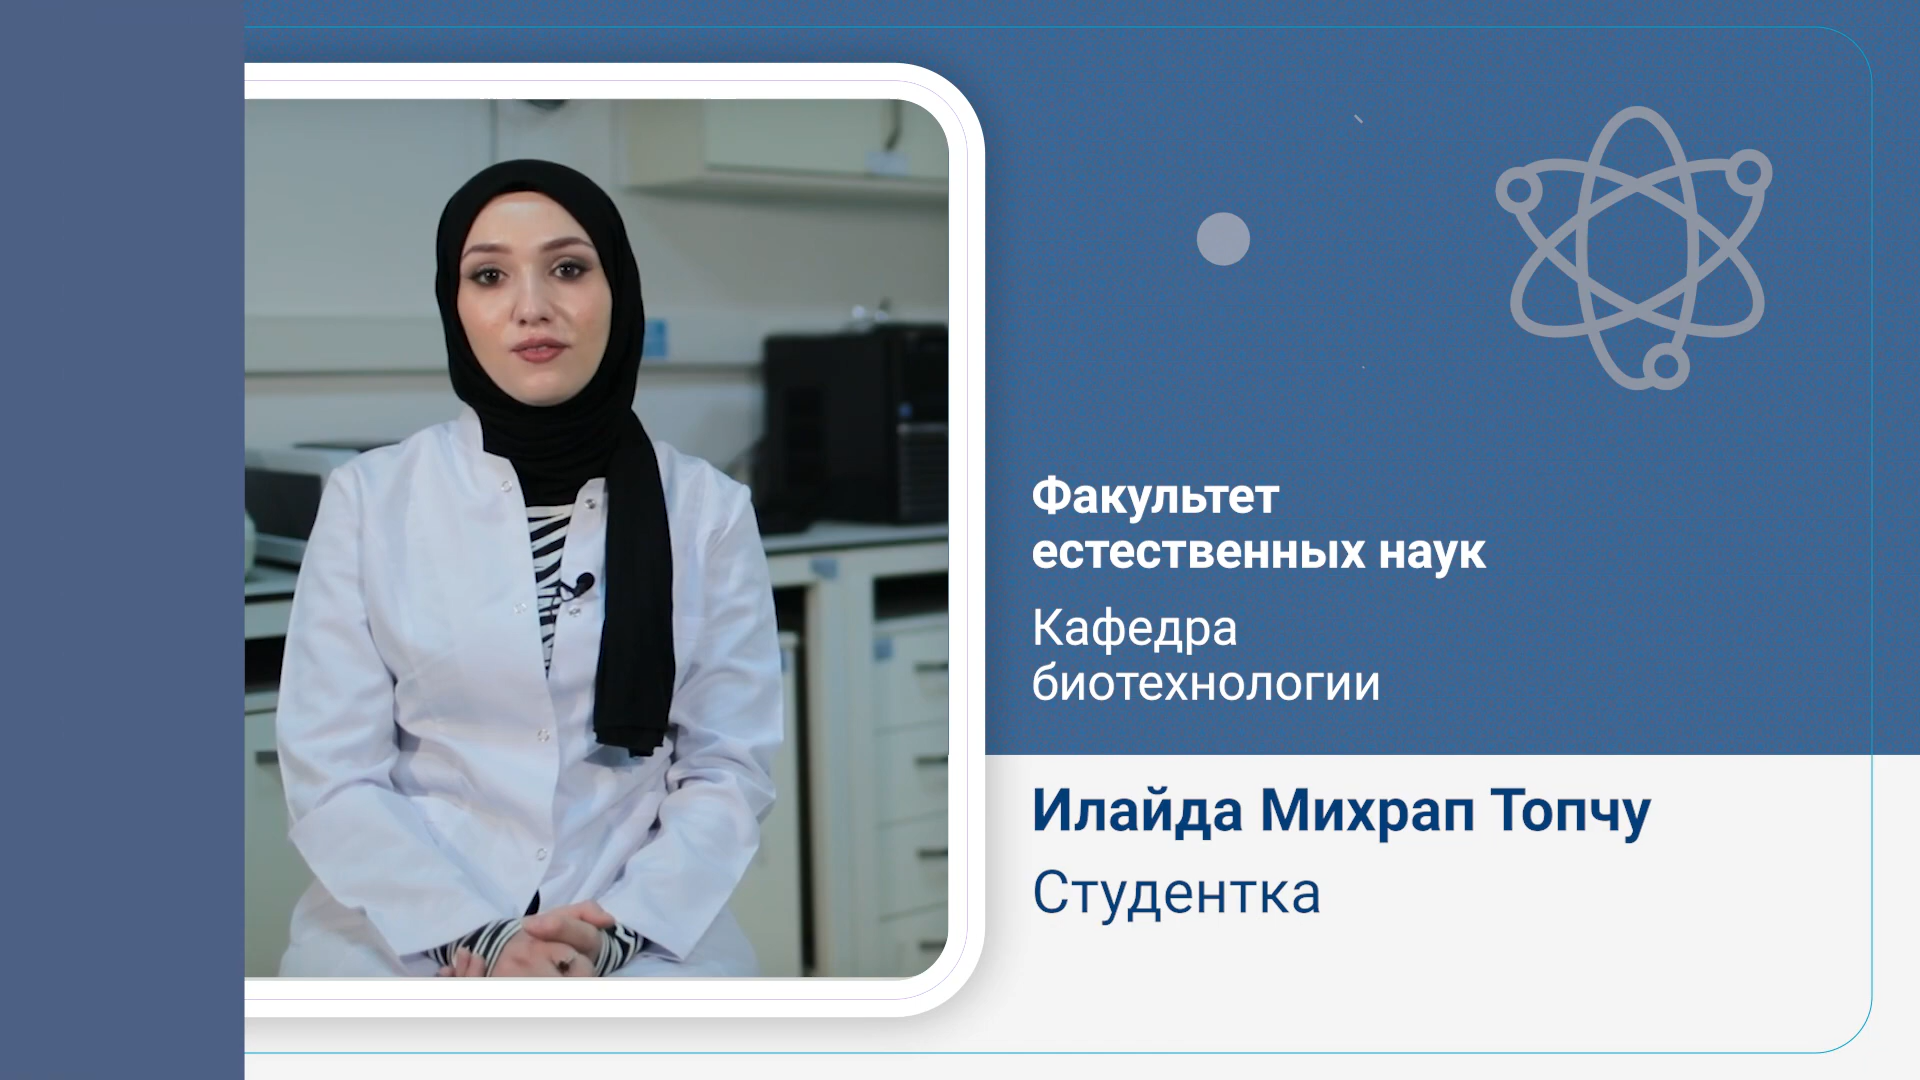 Факультет
естественных наук
Кафедра
биотехнологии
Илайда Михрап Топчу
Студентка